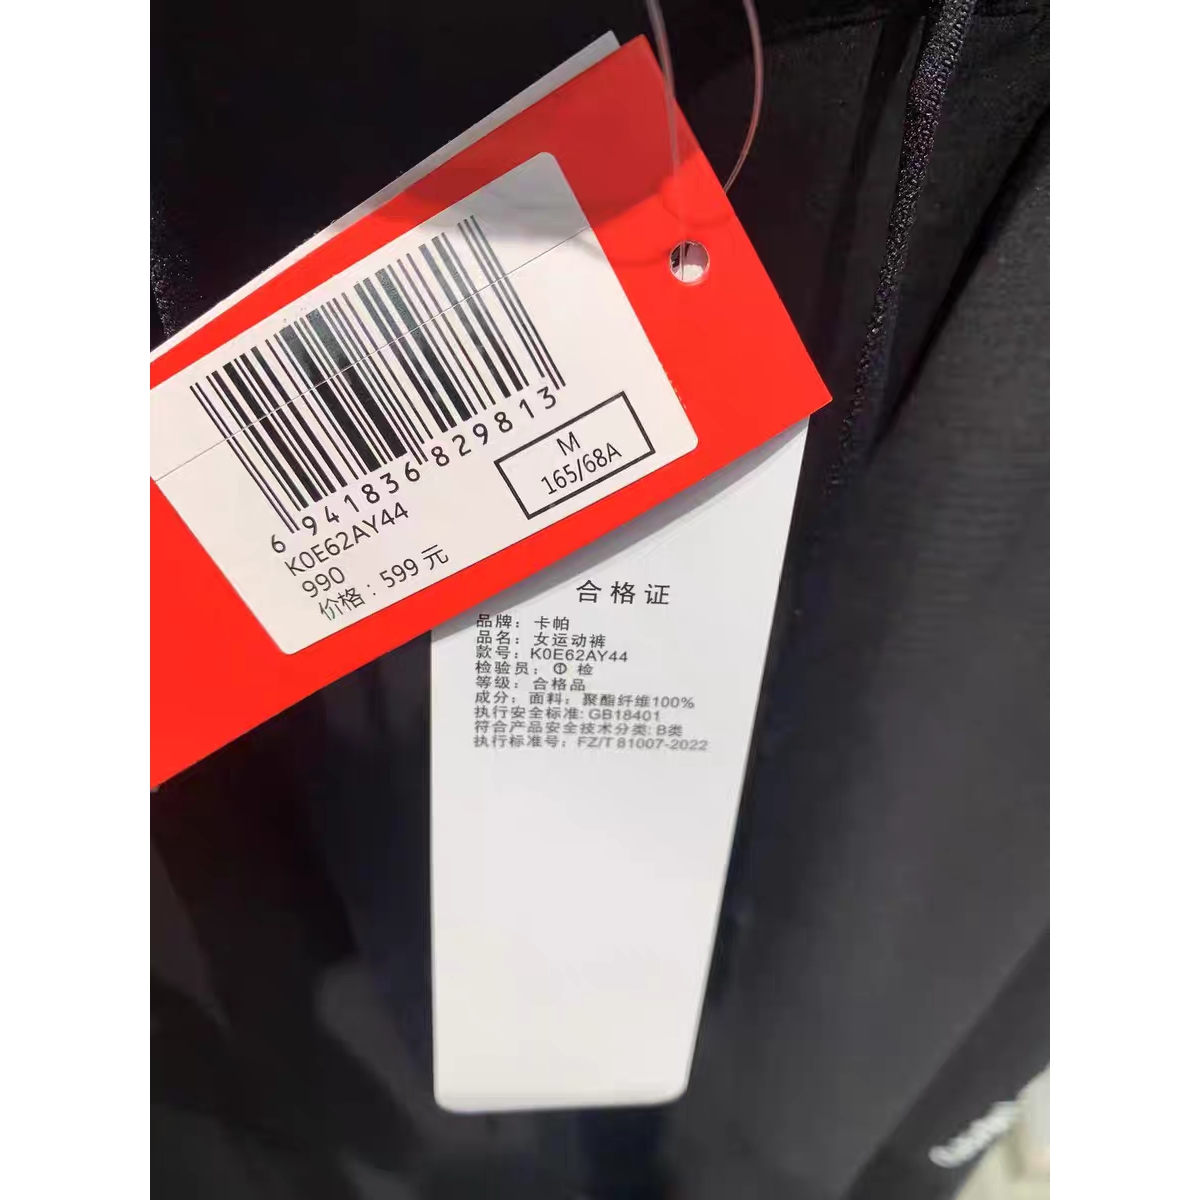 6 941836 829813
M
165/68A
K0E62AY44
990
价格：599 元
合格证
品牌：卡帕
品名：女运动裤
款号：K0E62AY44
检验员：① 检
等级：合格品
成分：面料：聚酯纤维100%
执行安全标准: GB18401
符合产品安全技术分类: B类
执行标准号：FZ/T 81007-2022